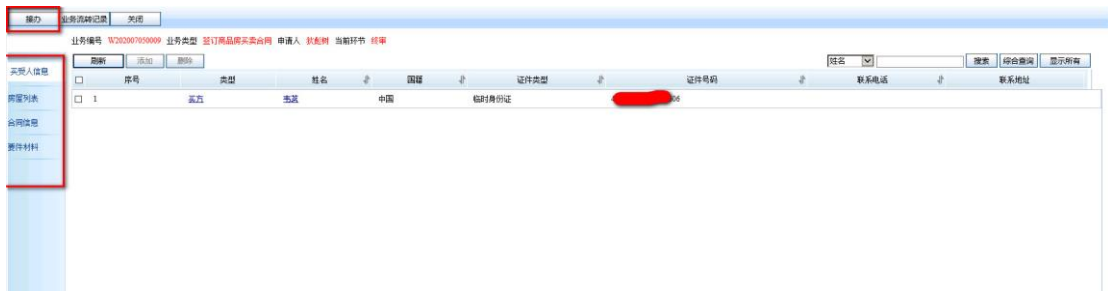 接办 业务流转记录 关闭
业务编号 W202007050009 业务类型 签订商品房买卖合同 申请人 狄彪树 当前环节 终审
刷新 添加 删除 姓名 搜索 综合查询 显示所有
买受人信息
序号 类型 姓名 国籍 证件类型 证件号码 联系电话 联系地址
房屋列表
1 买方 韦英 中国 临时身份证 06
合同信息
要件材料